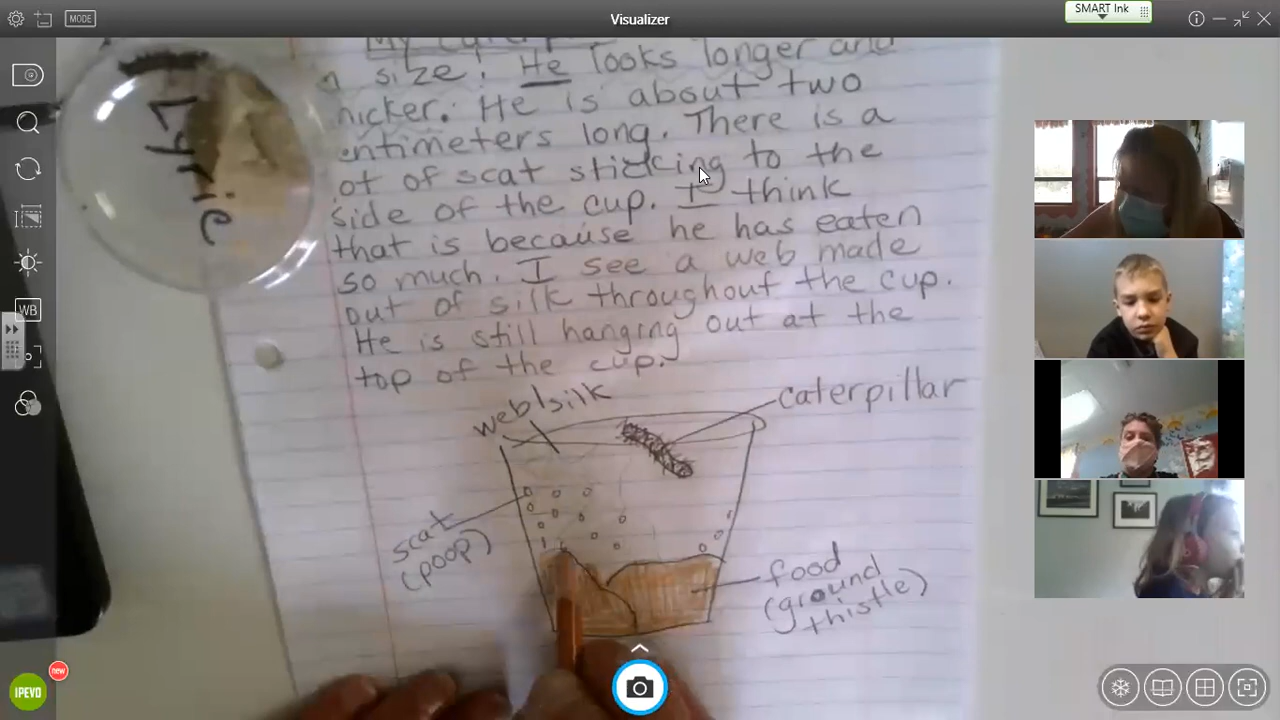 Visualizer
SMART Ink
MODE
My Caterpi
size! He looks longer and
hicker. He is about two
entimeters long. There is a
ot of scat sticking to the
side of the cup. I think
that is because he has eaten
so much. I see a web made
out of silk throughout the cup.
He is still hanging out at the
top of the cup.
web/silk
caterpillar
scat
(poop)
food
(ground
thistle)
WB
new
IPEVO